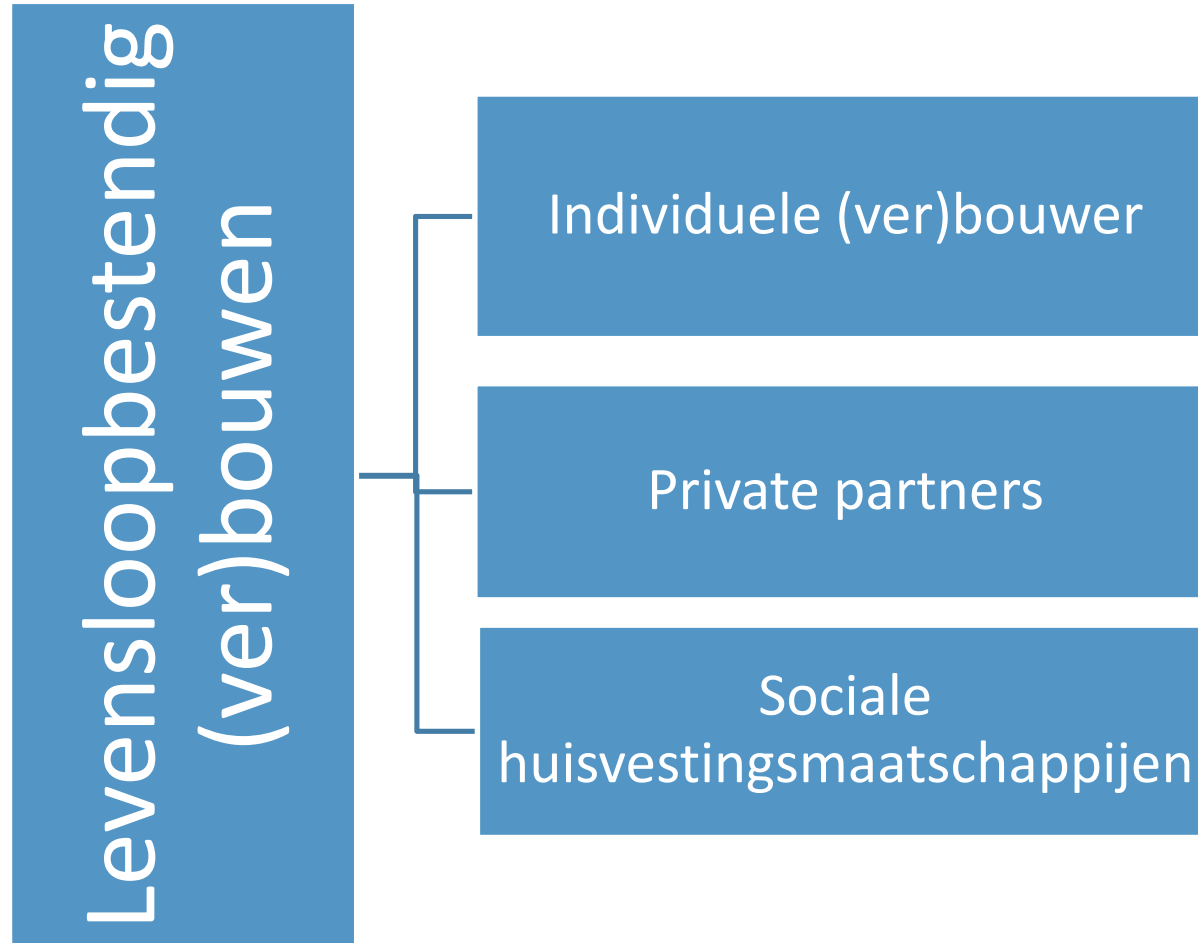 Levensloopbestendig
(ver)bouwen
Individuele (ver)bouwer
Private partners
Sociale
huisvestingsmaatschappijen